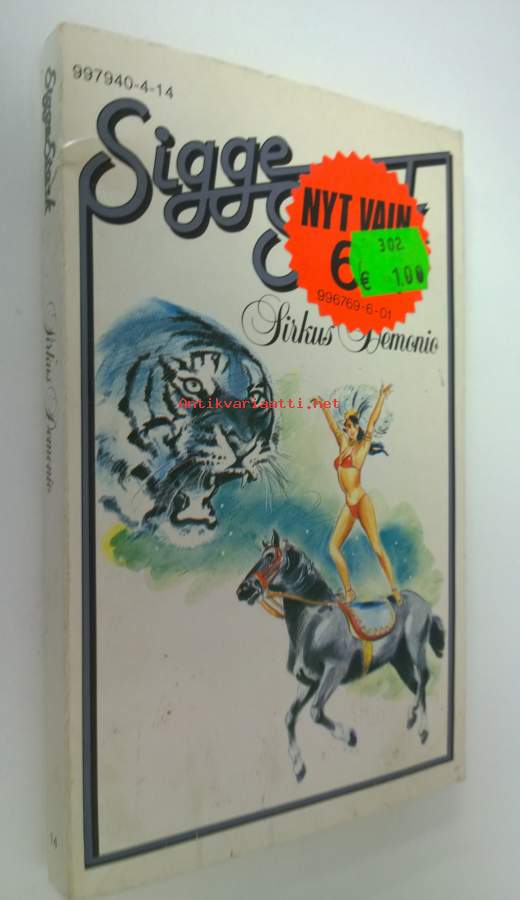 997940-4-14
Sigge
NYT VAIN
6
302
€ 1.00
996769-6-01
Sirkus Demonio
Antikvariaatti.net
Sigge Stark
Sirkus Demonio
14